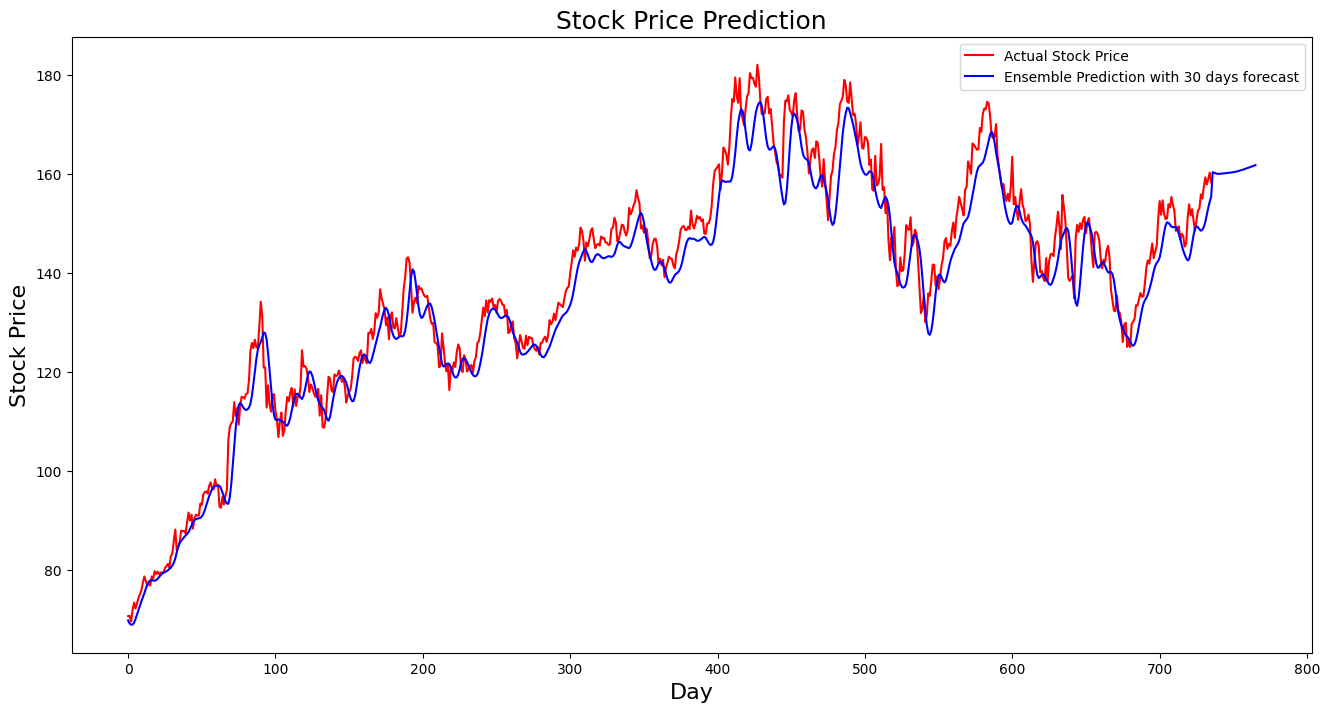 Stock Price Prediction
Actual Stock Price
Ensemble Prediction with 30 days forecast
Stock Price
180
160
140
120
100
80
0 100 200 300 400 500 600 700 800
Day